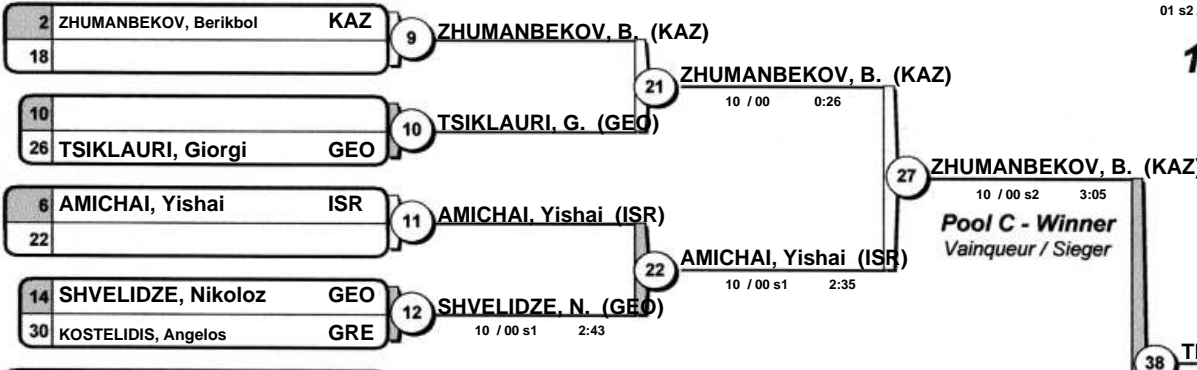 01 s2
2 ZHUMANBEKOV, Berikbol KAZ
18
9
ZHUMANBEKOV, B. (KAZ)
21
ZHUMANBEKOV, B. (KAZ)
10 / 00 0:26
10
26 TSIKLAURI, Giorgi GEO
10
TSIKLAURI, G. (GEO)
27
ZHUMANBEKOV, B. (KAZ)
10 / 00 s2 3:05
Pool C - Winner
Vainqueur / Sieger
6 AMICHAI, Yishai ISR
22
11
AMICHAI, Yishai (ISR)
22
AMICHAI, Yishai (ISR)
10 / 00 s1 2:35
14 SHVELIDZE, Nikoloz GEO
30 KOSTELIDIS, Angelos GRE
12
SHVELIDZE, N. (GEO)
10 / 00 s1 2:43
38